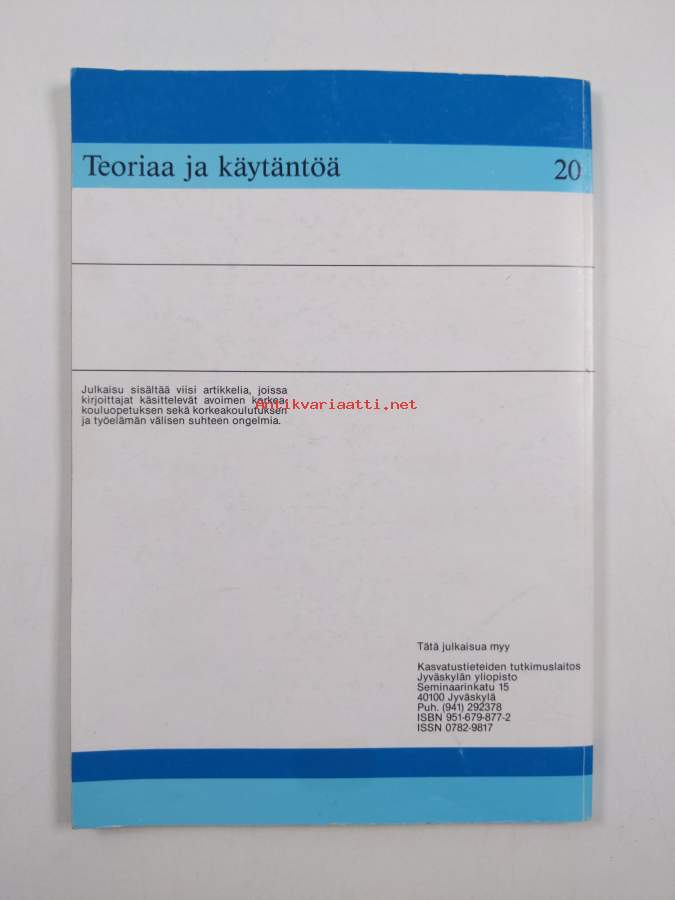 Teoriaa ja käytäntöä 20
Julkaisu sisältää viisi artikkelia, joissa
kirjoittajat käsittelevät avoimen korkea-
kouluopetuksen sekä korkeakoulutuksen
ja työelämän välisen suhteen ongelmia.
Antikvariaatti.net
Tätä julkaisua myy
Kasvatustieteiden tutkimuslaitos
Jyväskylän yliopisto
Seminaarinkatu 15
40100 Jyväskylä
Puh. (941) 292378
ISBN 951-679-877-2
ISSN 0782-9817